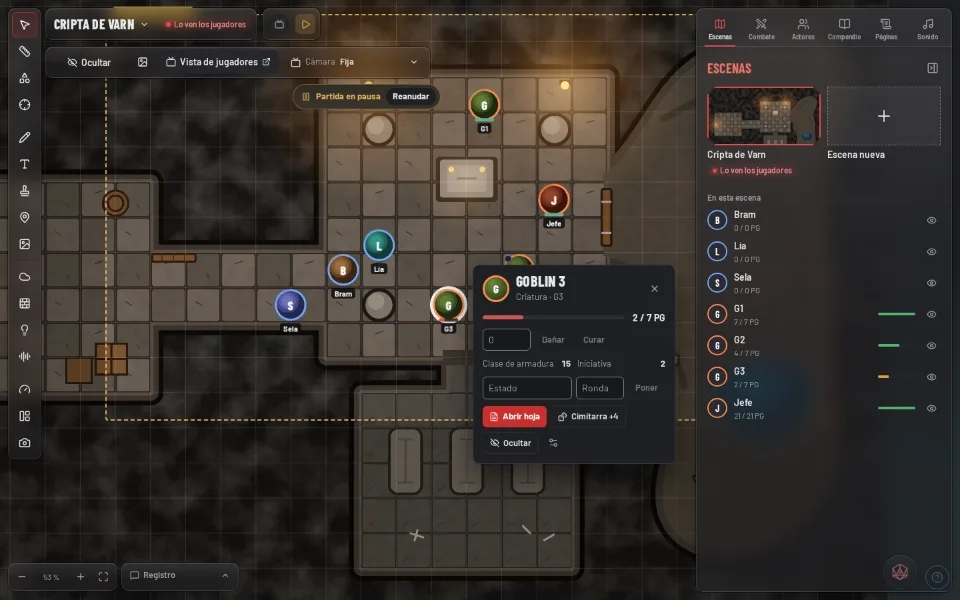 CRIPTA DE VARN
Lo ven los jugadores
Ocultar
Vista de jugadores
Cámara Fija
Partida en pausa
Reanudar
G
G1
J
Jefe
L
Lía
B
Bram
S
Sela
G
G3
G
GOBLIN 3
Criatura · G3
2 / 7 PG
0
Dañar
Curar
Clase de armadura 15 Iniciativa 2
Estado
Ronda
Poner
Abrir hoja
Cimitarra +4
Ocultar
53 %
Registro
Escenas
Combate
Actores
Compendio
Páginas
Sonido
ESCENAS
Cripta de Varn
Lo ven los jugadores
Escena nueva
En esta escena
B
Bram
0 / 0 PG
L
Lía
0 / 0 PG
S
Sela
0 / 0 PG
G
G1
7 / 7 PG
G
G2
4 / 7 PG
G
G3
2 / 7 PG
J
Jefe
21 / 21 PG